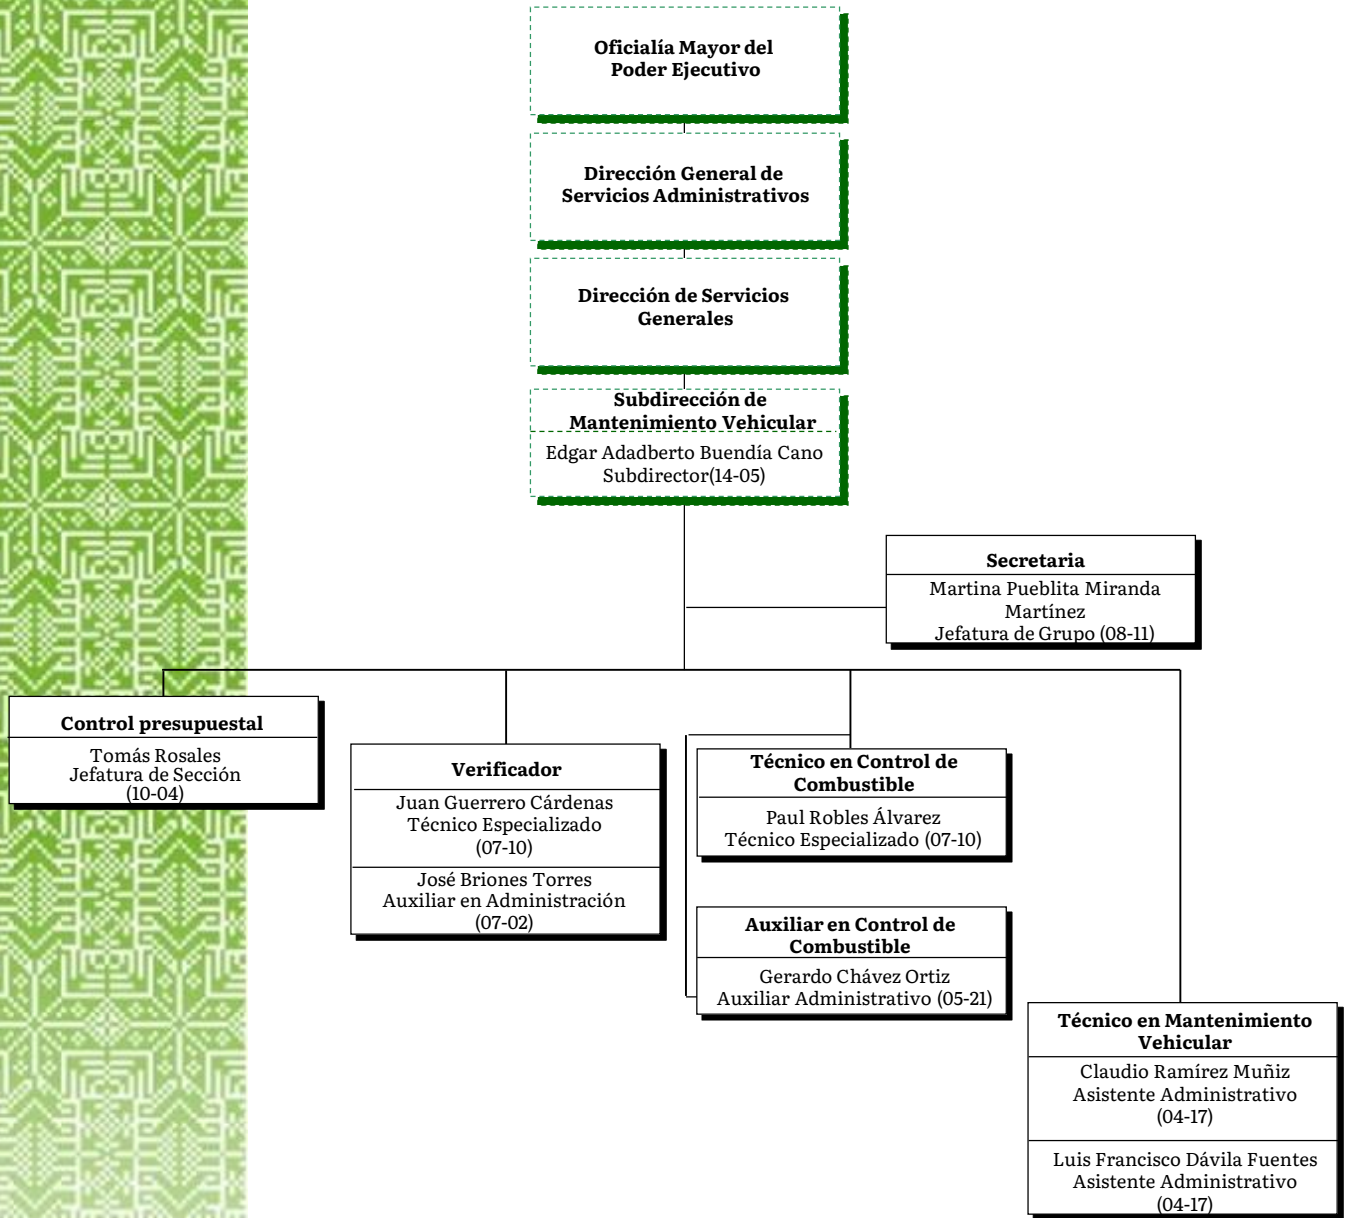 Oficialía Mayor del
Poder Ejecutivo
Dirección General de
Servicios Administrativos
Dirección de Servicios
Generales
Subdirección de
Mantenimiento Vehicular
Edgar Adadberto Buendía Cano
Subdirector(14-05)
Secretaria
Martina Pueblita Miranda
Martínez
Jefatura de Grupo (08-11)
Control presupuestal
Tomás Rosales
Jefatura de Sección
(10-04)
Verificador
Juan Guerrero Cárdenas
Técnico Especializado
(07-10)
José Briones Torres
Auxiliar en Administración
(07-02)
Técnico en Control de
Combustible
Paul Robles Álvarez
Técnico Especializado (07-10)
Auxiliar en Control de
Combustible
Gerardo Chávez Ortiz
Auxiliar Administrativo (05-21)
Técnico en Mantenimiento
Vehicular
Claudio Ramírez Muñiz
Asistente Administrativo
(04-17)
Luis Francisco Dávila Fuentes
Asistente Administrativo
(04-17)